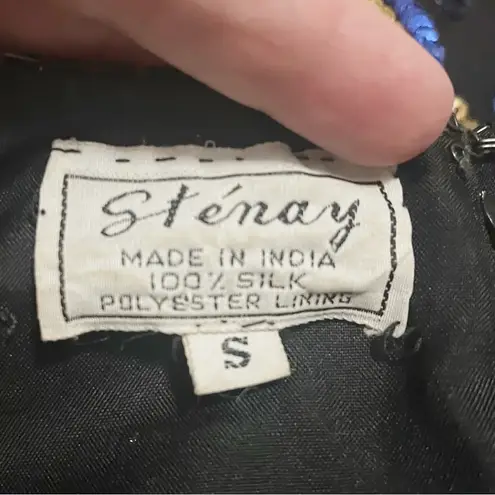 Sténay
MADE IN INDIA
100% SILK
POLYESTER LINING
S